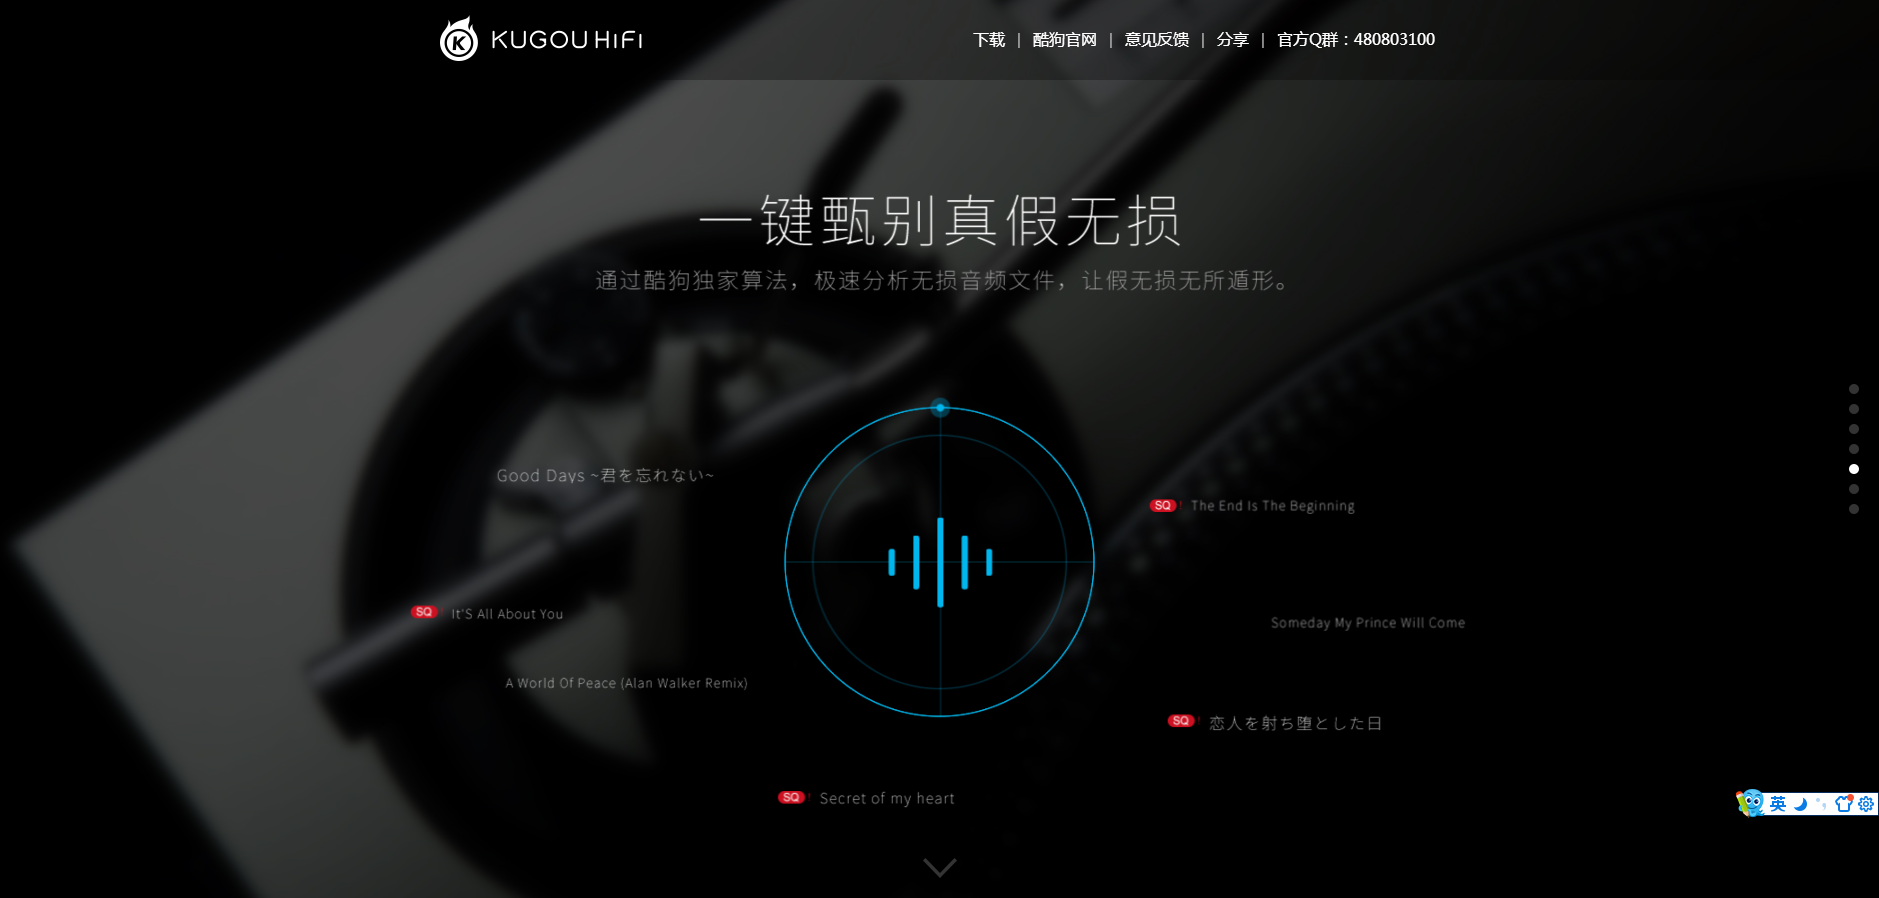 KUGOU HiFi
下载 | 酷狗官网 | 意见反馈 | 分享 | 官方Q群：480803100
一键甄别真假无损
通过酷狗独家算法，极速分析无损音频文件，让假无损无所遁形。
Good Days ~君を忘れない~
SQ The End Is The Beginning
SQ It'S All About You
Someday My Prince Will Come
A World Of Peace (Alan Walker Remix)
SQ 恋人を射ち堕とした日
SQ Secret of my heart
英